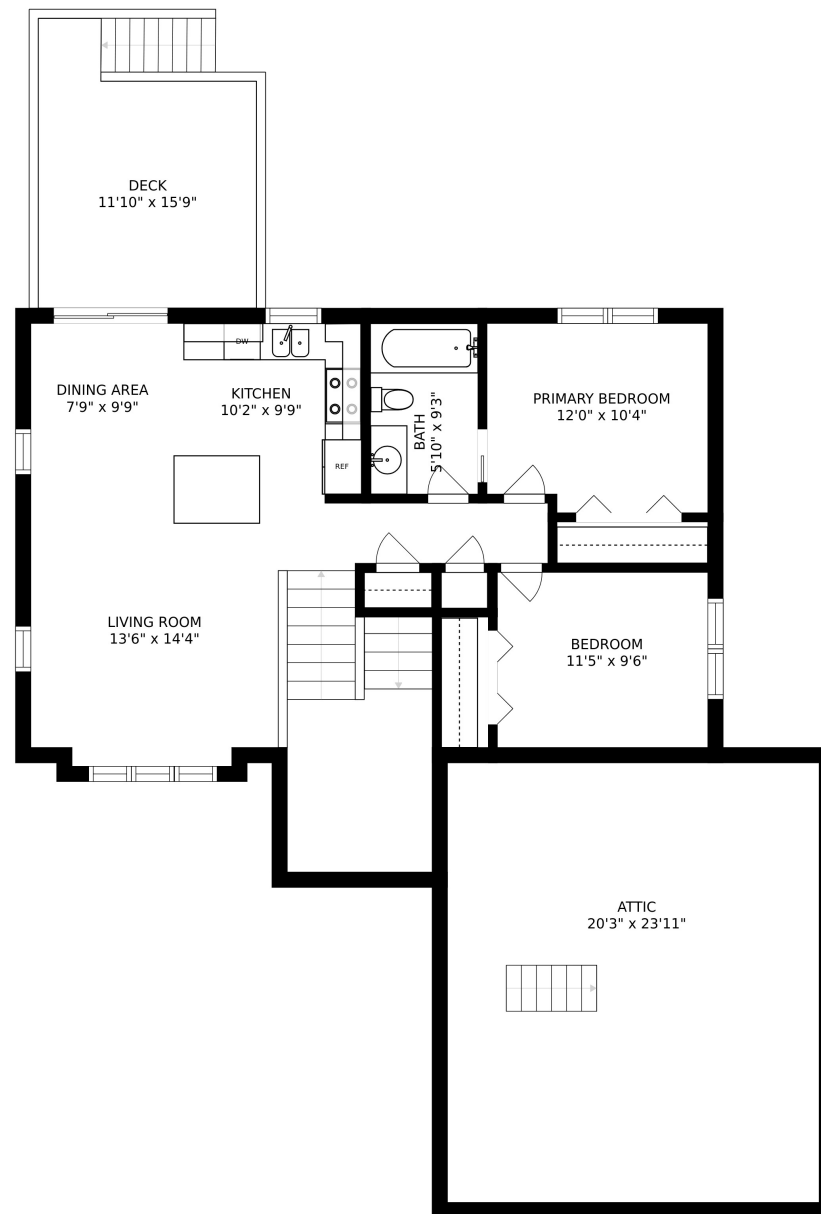 DECK
11'10" x 15'9"
DINING AREA
7'9" x 9'9"
KITCHEN
10'2" x 9'9"
DW
REF
BATH
5'10" x 9'3"
PRIMARY BEDROOM
12'0" x 10'4"
LIVING ROOM
13'6" x 14'4"
BEDROOM
11'5" x 9'6"
ATTIC
20'3" x 23'11"